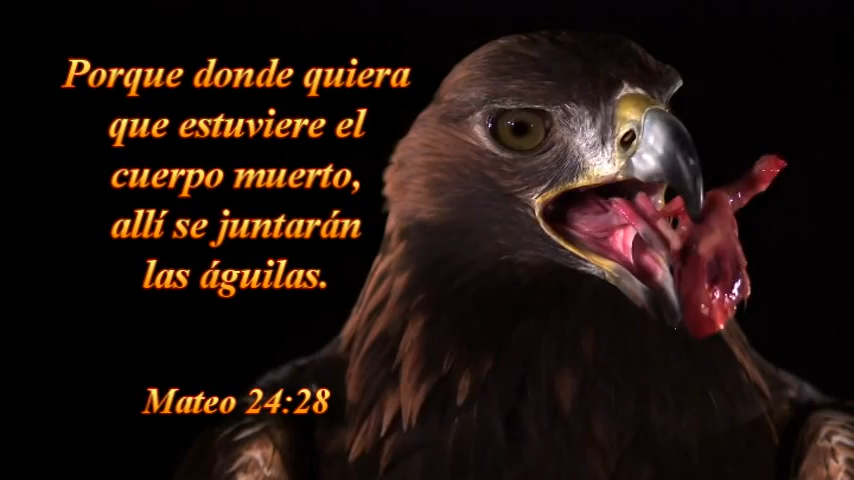 Porque donde quiera
que estuviere el
cuerpo muerto,
allí se juntarán
las águilas.
Mateo 24:28